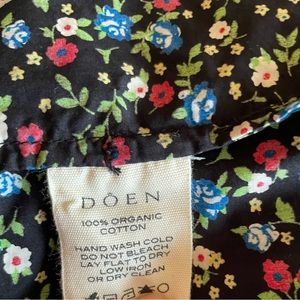 DÔEN
100% ORGANIC
COTTON
HAND WASH COLD
DO NOT BLEACH
LAY FLAT TO DRY
LOW IRON
OR DRY CLEAN